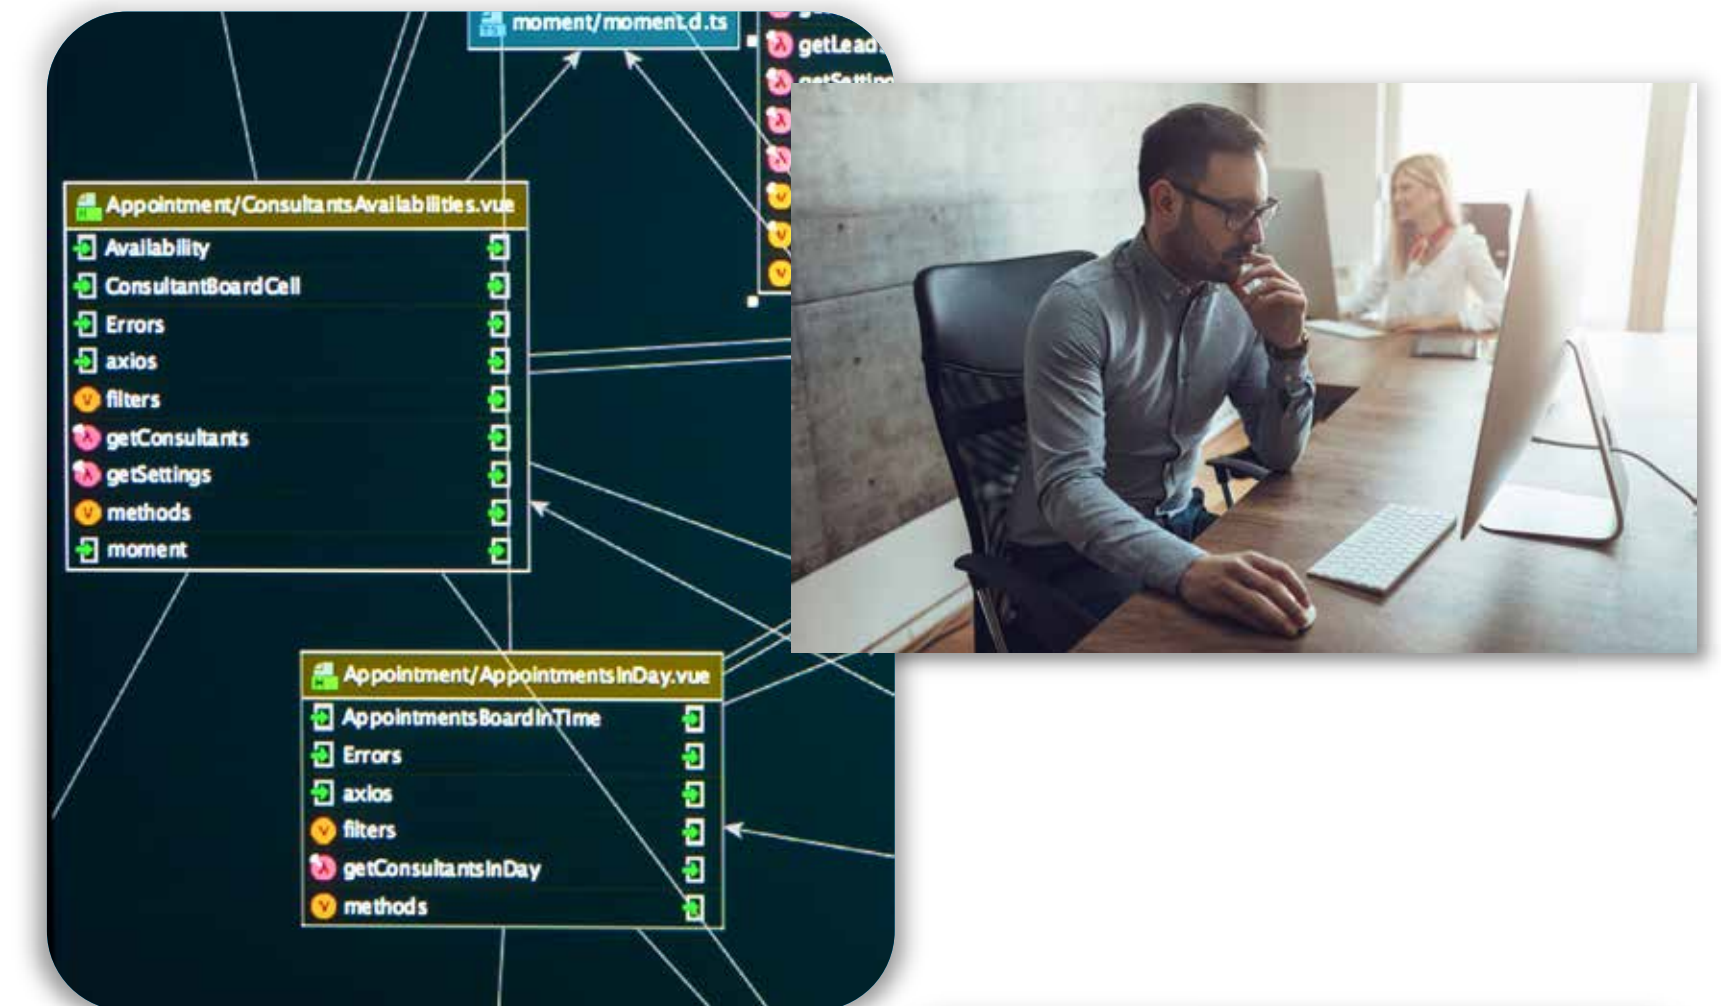 moment/moment.d.ts
Appointment/ConsultantsAvailabilities.vue
Availability
ConsultantBoardCell
Errors
axios
filters
getConsultants
getSettings
methods
moment
Appointment/AppointmentsInDay.vue
AppointmentsBoardInTime
Errors
axios
filters
getConsultantsInDay
methods